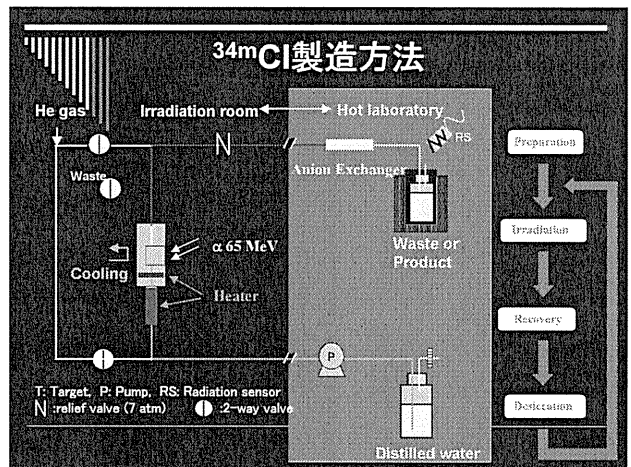 34mCl製造方法
He gas
Irradiation room
Hot laboratory
RS
Preparation
Anion Exchanger
Waste
Waste or
Product
Irradiation
α 65 MeV
Cooling
Heater
Recovery
P
T: Target, P: Pump, RS: Radiation sensor
N :relief valve (7 atm)
:2-way valve
Desiccation
Distilled water